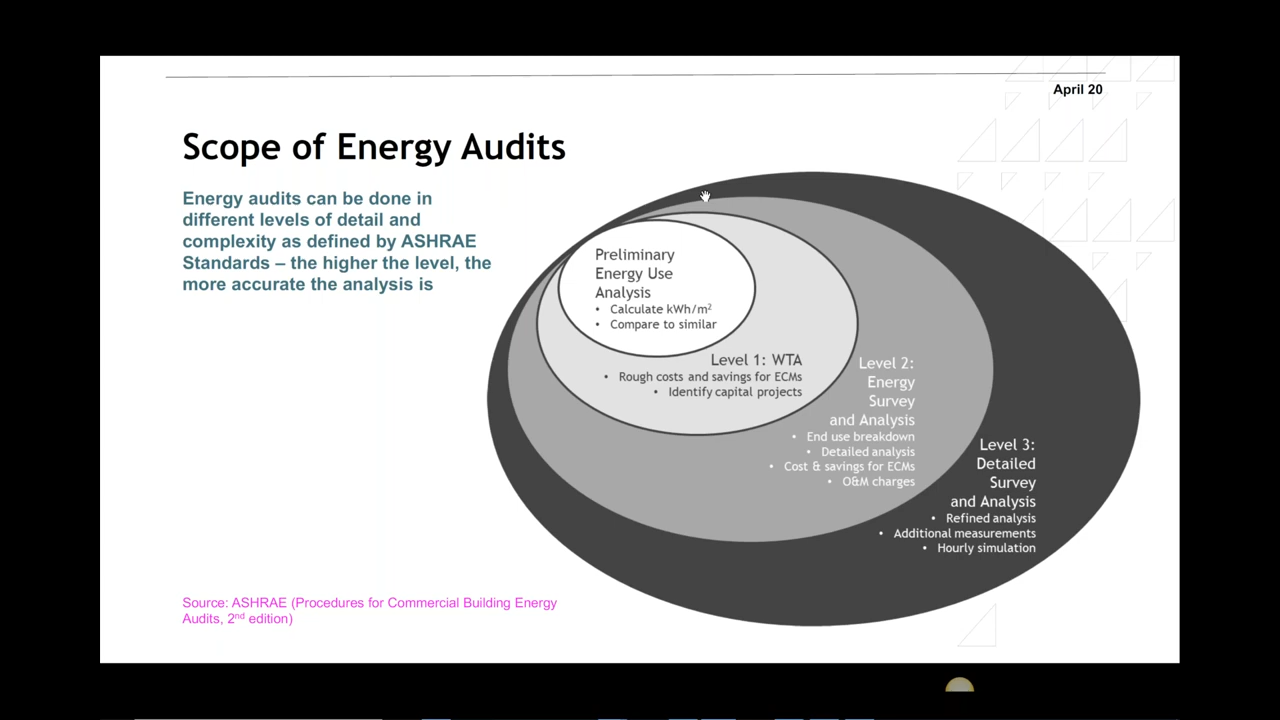 April 20
Scope of Energy Audits
Energy audits can be done in
different levels of detail and
complexity as defined by ASHRAE
Standards – the higher the level, the
more accurate the analysis is
Preliminary
Energy Use
Analysis
• Calculate kWh/m²
• Compare to similar
Level 1: WTA
• Rough costs and savings for ECMs
• Identify capital projects
Level 2:
Energy
Survey
and Analysis
• End use breakdown
• Detailed analysis
• Cost & savings for ECMs
• O&M charges
Level 3:
Detailed
Survey
and Analysis
• Refined analysis
• Additional measurements
• Hourly simulation
Source: ASHRAE (Procedures for Commercial Building Energy
Audits, 2nd edition)